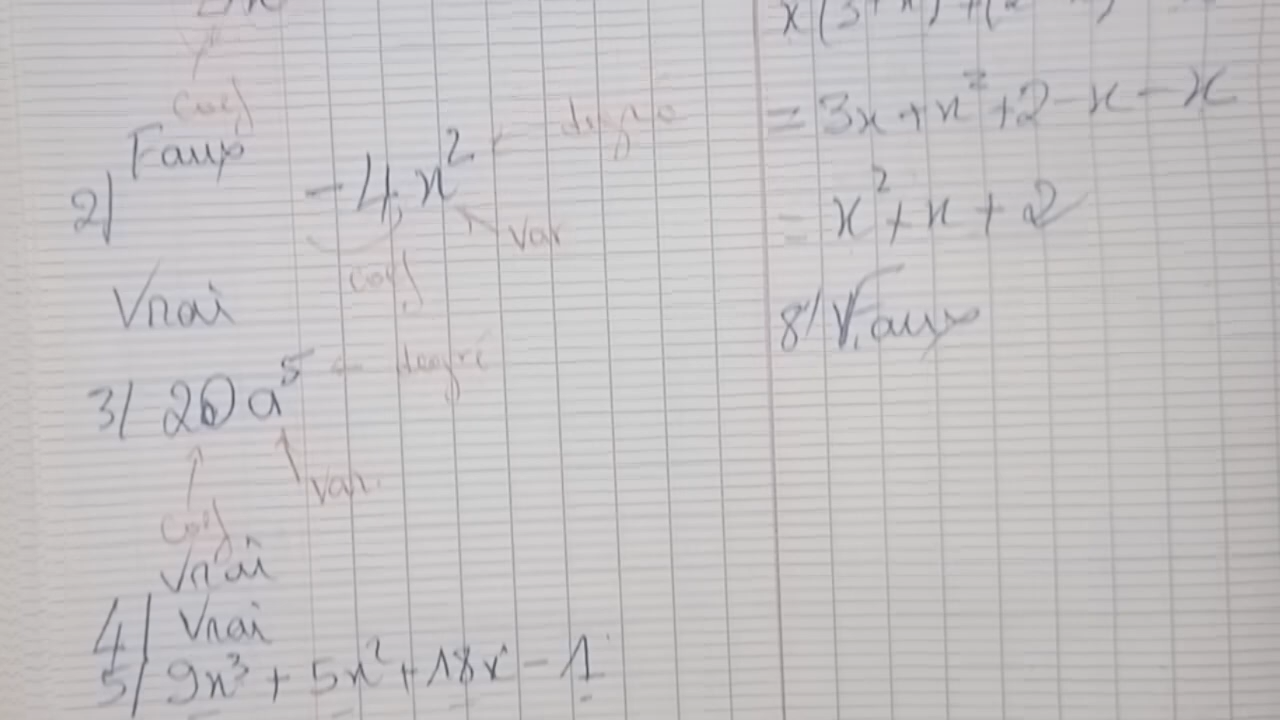 coef
Faux
2/ -4x² ← degré
var
coef
Vrai
3/ 20a⁵ ← degré
var.
coef
Vrai
4/ Vrai
5/ 9x³ + 5x² + 18x - 1
= 3x + x² + 2 - x - x
= x² + x + 2
8/ Faux